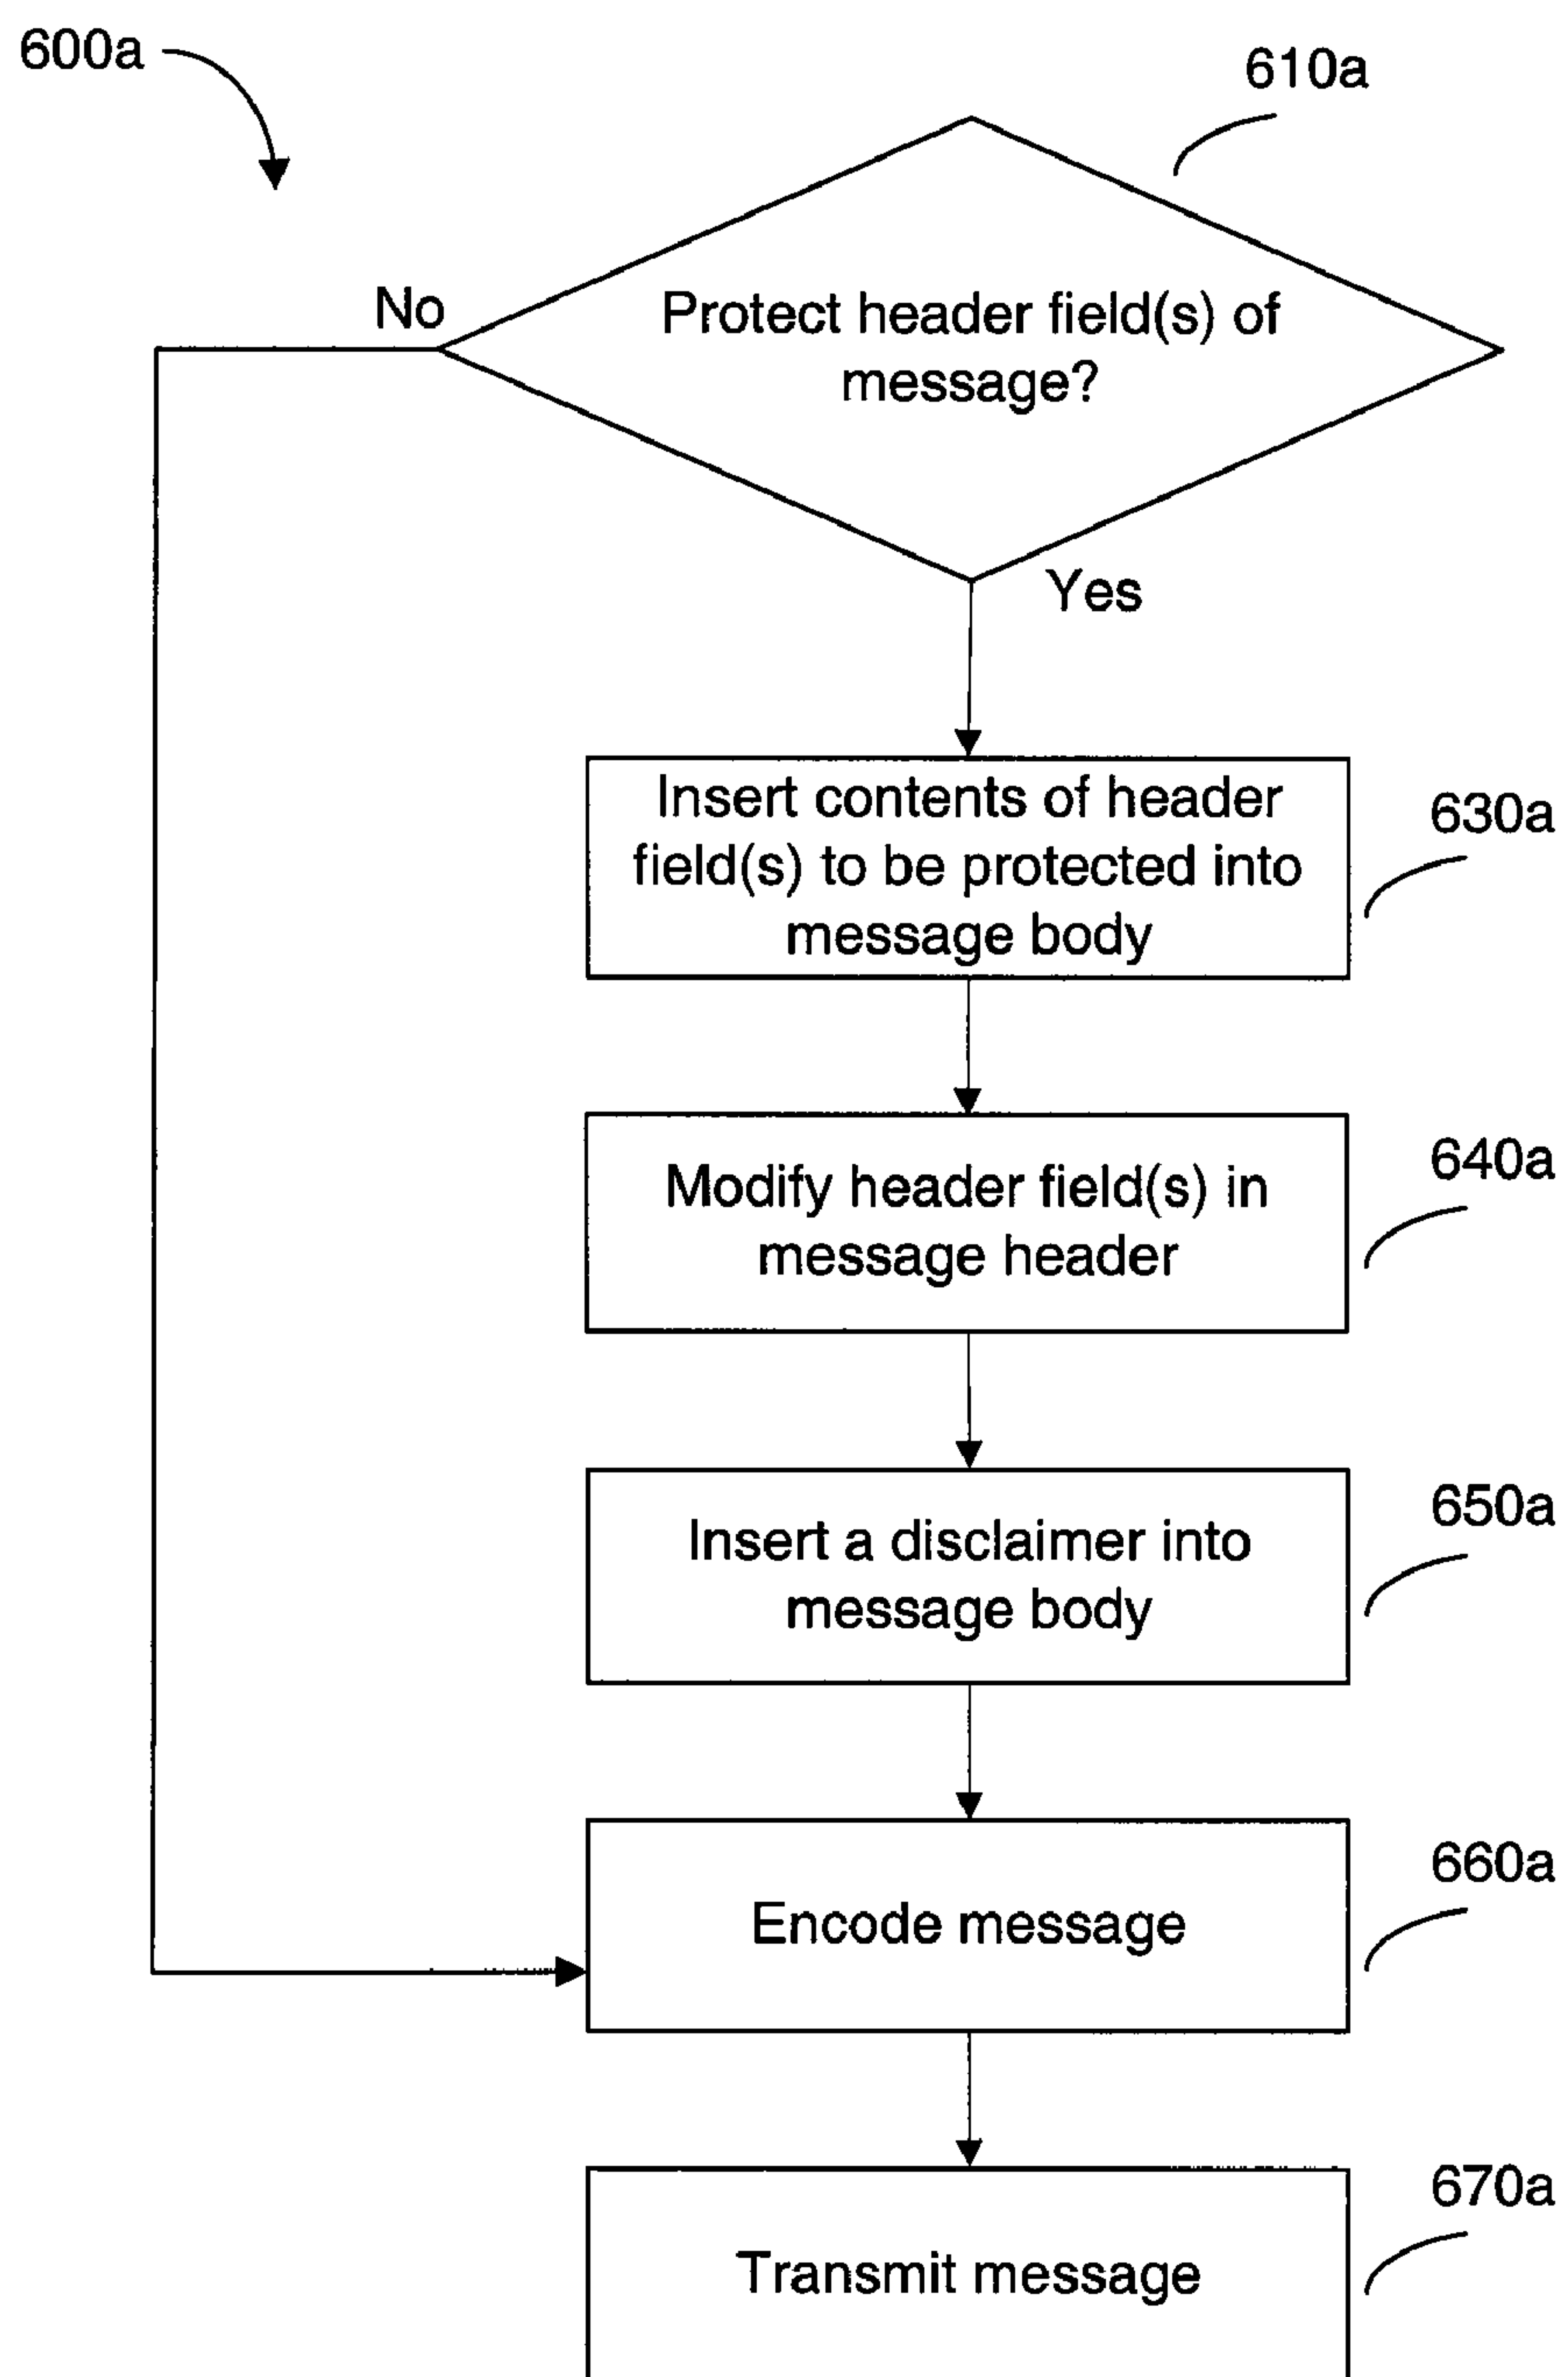 600a
610a
No
Protect header field(s) of
message?
Yes
Insert contents of header
field(s) to be protected into
message body
630a
Modify header field(s) in
message header
640a
Insert a disclaimer into
message body
650a
Encode message
660a
Transmit message
670a